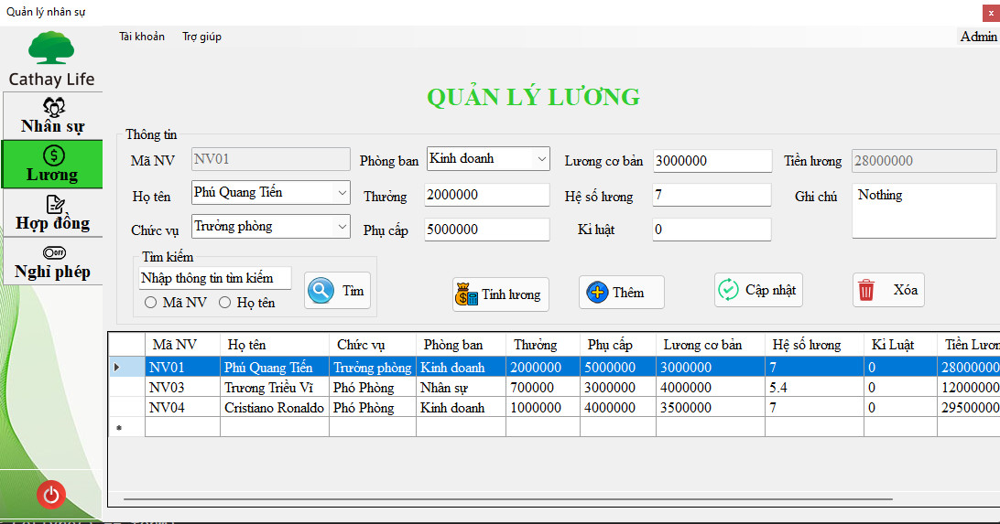 Quản lý nhân sự
x
Tài khoản Trợ giúp Admin
Cathay Life
Nhân sự
Lương
Hợp đồng
OFF
Nghỉ phép
QUẢN LÝ LƯƠNG
Thông tin
Mã NV NV01 Phòng ban Kinh doanh Lương cơ bản 3000000 Tiền lương 28000000
Họ tên Phú Quang Tiến Thưởng 2000000 Hệ số lương 7 Ghi chú Nothing
Chức vụ Trưởng phòng Phụ cấp 5000000 Kỉ luật 0
Tìm kiếm
Nhập thông tin tìm kiếm
Mã NV Họ tên
Tìm
Tính lương
Thêm
Cập nhật
Xóa
Mã NV Họ tên Chức vụ Phòng ban Thưởng Phụ cấp Lương cơ bản Hệ số lương Kỉ Luật Tiền Lươn
NV01 Phú Quang Tiến Trưởng phòng Kinh doanh 2000000 5000000 3000000 7 0 28000000
NV03 Trương Triều Vĩ Phó Phòng Nhân sự 700000 3000000 4000000 5.4 0 12000000
NV04 Cristiano Ronaldo Phó Phòng Kinh doanh 1000000 4000000 3500000 7 0 29500000